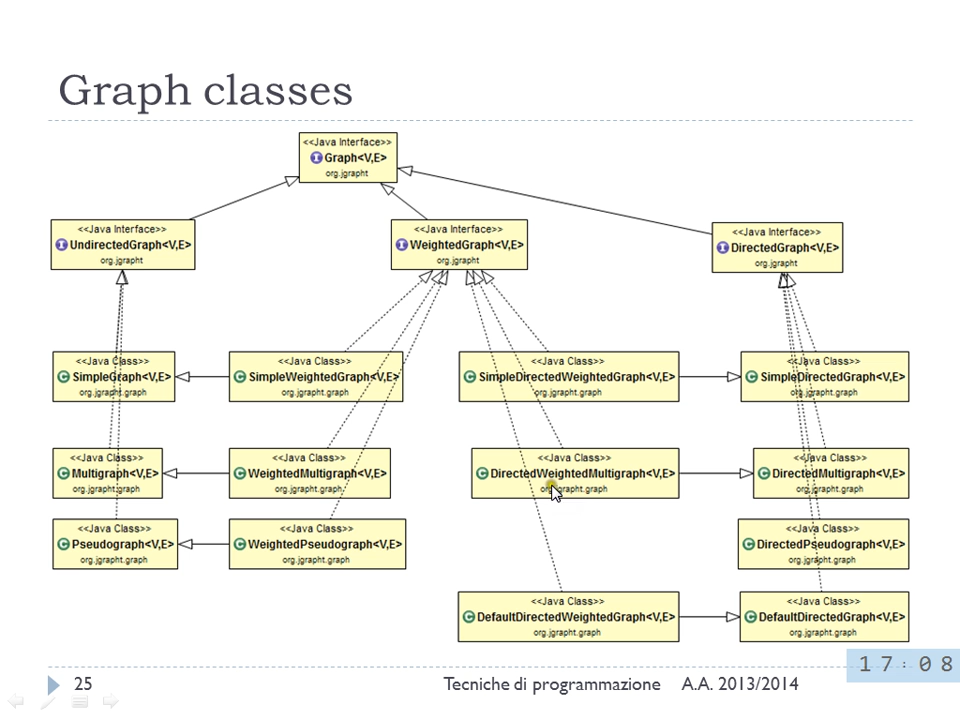 Graph classes
<<Java Interface>>
Graph<V,E>
org.jgrapht
<<Java Interface>>
UndirectedGraph<V,E>
org.jgrapht
<<Java Interface>>
WeightedGraph<V,E>
org.jgrapht
<<Java Interface>>
DirectedGraph<V,E>
org.jgrapht
<<Java Class>>
SimpleGraph<V,E>
org.jgrapht.graph
<<Java Class>>
SimpleWeightedGraph<V,E>
org.jgrapht.graph
<<Java Class>>
SimpleDirectedWeightedGraph<V,E>
org.jgrapht.graph
<<Java Class>>
SimpleDirectedGraph<V,E>
org.jgrapht.graph
<<Java Class>>
Multigraph<V,E>
org.jgrapht.graph
<<Java Class>>
WeightedMultigraph<V,E>
org.jgrapht.graph
<<Java Class>>
DirectedWeightedMultigraph<V,E>
org.jgrapht.graph
<<Java Class>>
DirectedMultigraph<V,E>
org.jgrapht.graph
<<Java Class>>
Pseudograph<V,E>
org.jgrapht.graph
<<Java Class>>
WeightedPseudograph<V,E>
org.jgrapht.graph
<<Java Class>>
DirectedPseudograph<V,E>
org.jgrapht.graph
<<Java Class>>
DefaultDirectedWeightedGraph<V,E>
org.jgrapht.graph
<<Java Class>>
DefaultDirectedGraph<V,E>
org.jgrapht.graph
25
Tecniche di programmazione A.A. 2013/2014
17:08